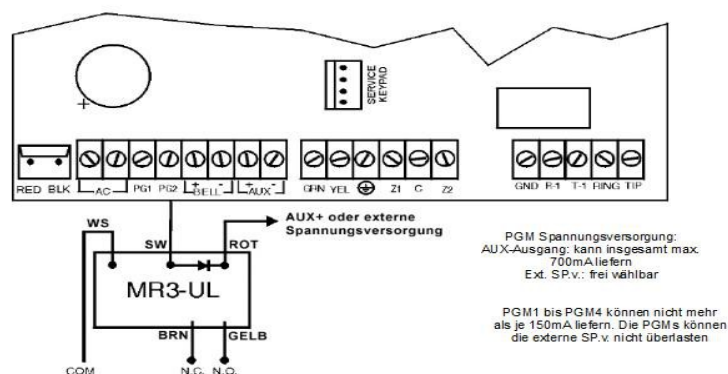 +
SERVICE
KEYPAD
RED BLK AC PG1 PG2 + BELL - + AUX - GRN YEL Z1 C Z2 GND R-1 T-1 RING TIP
WS
SW
ROT
AUX+ oder externe
Spannungsversorgung
MR3-UL
BRN
GELB
COM
N.C.
N.O.
PGM Spannungsversorgung:
AUX-Ausgang: kann insgesamt max.
700mA liefern
Ext. SP.v.: frei wählbar
PGM1 bis PGM4 können nicht mehr
als je 150mA liefern. Die PGMs können
die externe SP.v. nicht überlasten